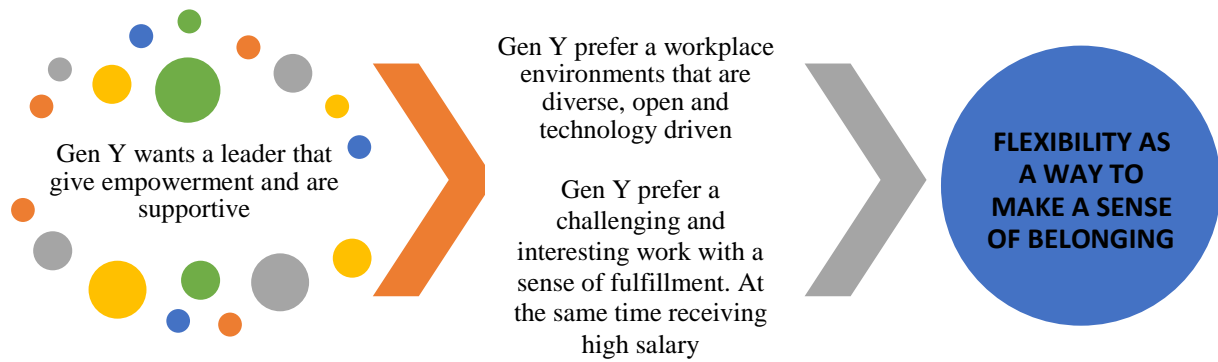 Gen Y wants a leader that
give empowerment and are
supportive
Gen Y prefer a workplace
environments that are
diverse, open and
technology driven
Gen Y prefer a
challenging and
interesting work with a
sense of fulfillment. At
the same time receiving
high salary
FLEXIBILITY AS
A WAY TO
MAKE A SENSE
OF BELONGING